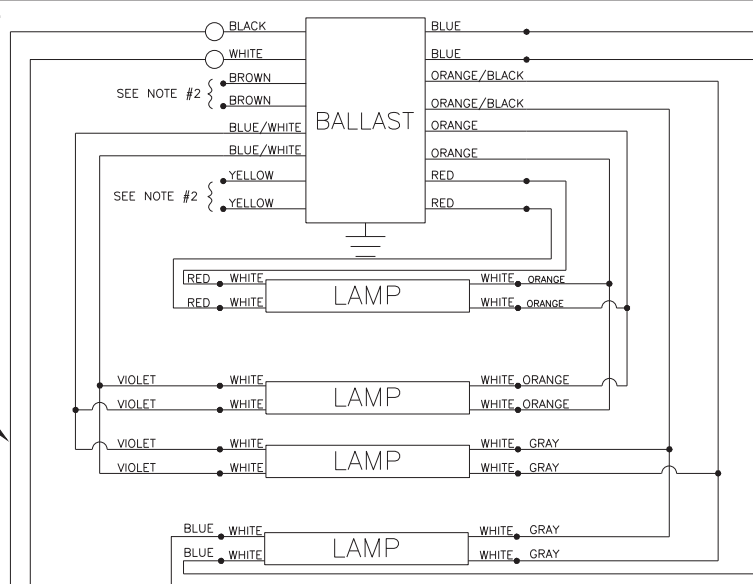 BLACK
BLUE
WHITE
BLUE
BROWN
ORANGE/BLACK
SEE NOTE #2
BROWN
ORANGE/BLACK
BALLAST
BLUE/WHITE
ORANGE
BLUE/WHITE
ORANGE
YELLOW
RED
SEE NOTE #2
YELLOW
RED
RED WHITE LAMP WHITE ORANGE
RED WHITE WHITE ORANGE
VIOLET WHITE LAMP WHITE ORANGE
VIOLET WHITE WHITE ORANGE
VIOLET WHITE LAMP WHITE GRAY
VIOLET WHITE WHITE GRAY
BLUE WHITE LAMP WHITE GRAY
BLUE WHITE WHITE GRAY